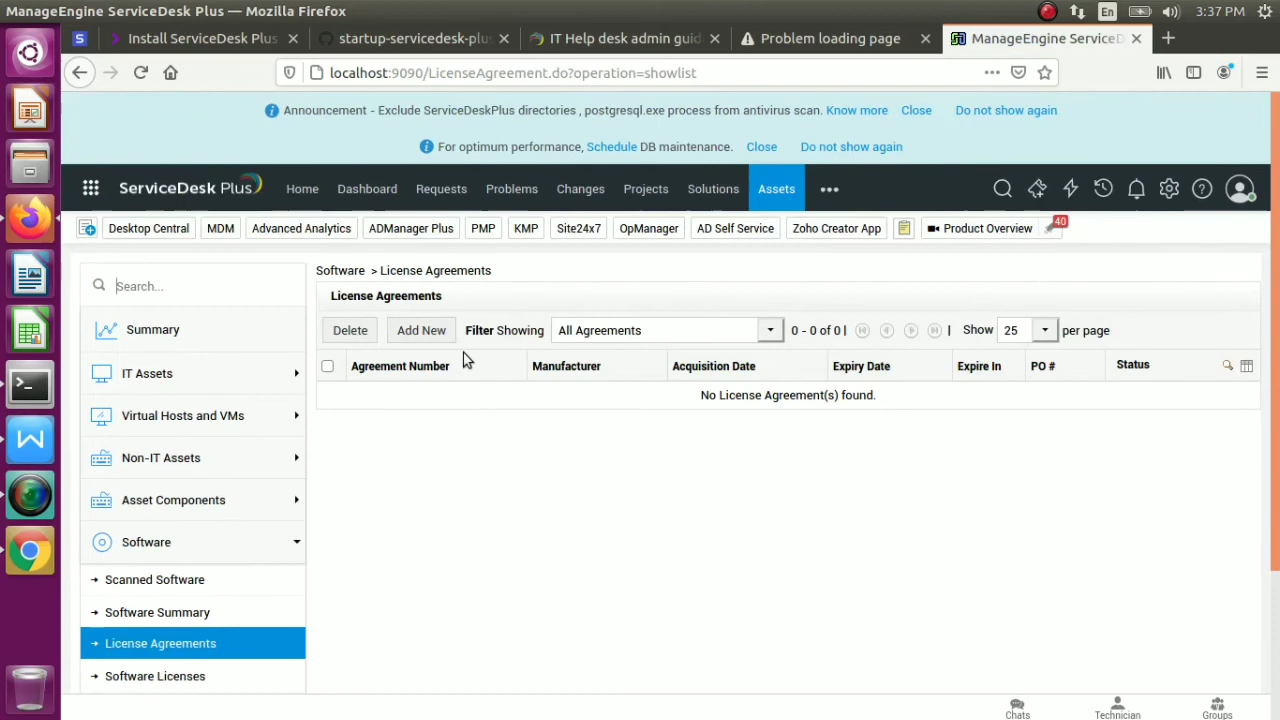 ManageEngine ServiceDesk Plus — Mozilla Firefox
En
3:37 PM
S
Install ServiceDesk Plus
startup-servicedesk-plu
IT Help desk admin guid
Problem loading page
ManageEngine ServiceD
localhost:9090/LicenseAgreement.do?operation=showlist
Announcement - Exclude ServiceDeskPlus directories , postgresql.exe process from antivirus scan. Know more Close Do not show again
For optimum performance, Schedule DB maintenance. Close Do not show again
ServiceDesk Plus
Home
Dashboard
Requests
Problems
Changes
Projects
Solutions
Assets
Desktop Central
MDM
Advanced Analytics
ADManager Plus
PMP
KMP
Site24x7
OpManager
AD Self Service
Zoho Creator App
Product Overview
40
Search...
Summary
IT Assets
Virtual Hosts and VMs
Non-IT Assets
Asset Components
Software
Scanned Software
Software Summary
License Agreements
Software Licenses
Software > License Agreements
License Agreements
Delete
Add New
Filter Showing
All Agreements
0 - 0 of 0 |
|
Show
25
per page
Agreement Number
Manufacturer
Acquisition Date
Expiry Date
Expire In
PO #
Status
No License Agreement(s) found.
Chats
Technician
Groups